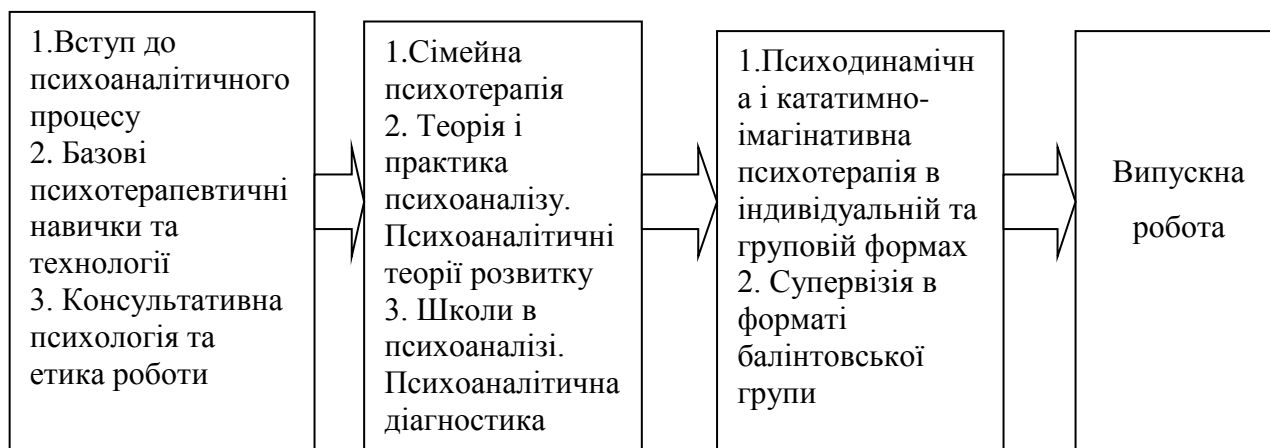 1.Вступ до
психоаналітичного
процесу
2. Базові
психотерапевтичні
навички та
технології
3. Консультативна
психологія та
етика роботи
1.Сімейна
психотерапія
2. Теорія і
практика
психоаналізу.
Психоаналітичні
теорії розвитку
3. Школи в
психоаналізі.
Психоаналітична
діагностика
1.Психодинамічн
а і кататимно-
імагінативна
психотерапія в
індивідуальній та
груповій формах
2. Супервізія в
форматі
балінтовської
групи
Випускна
робота